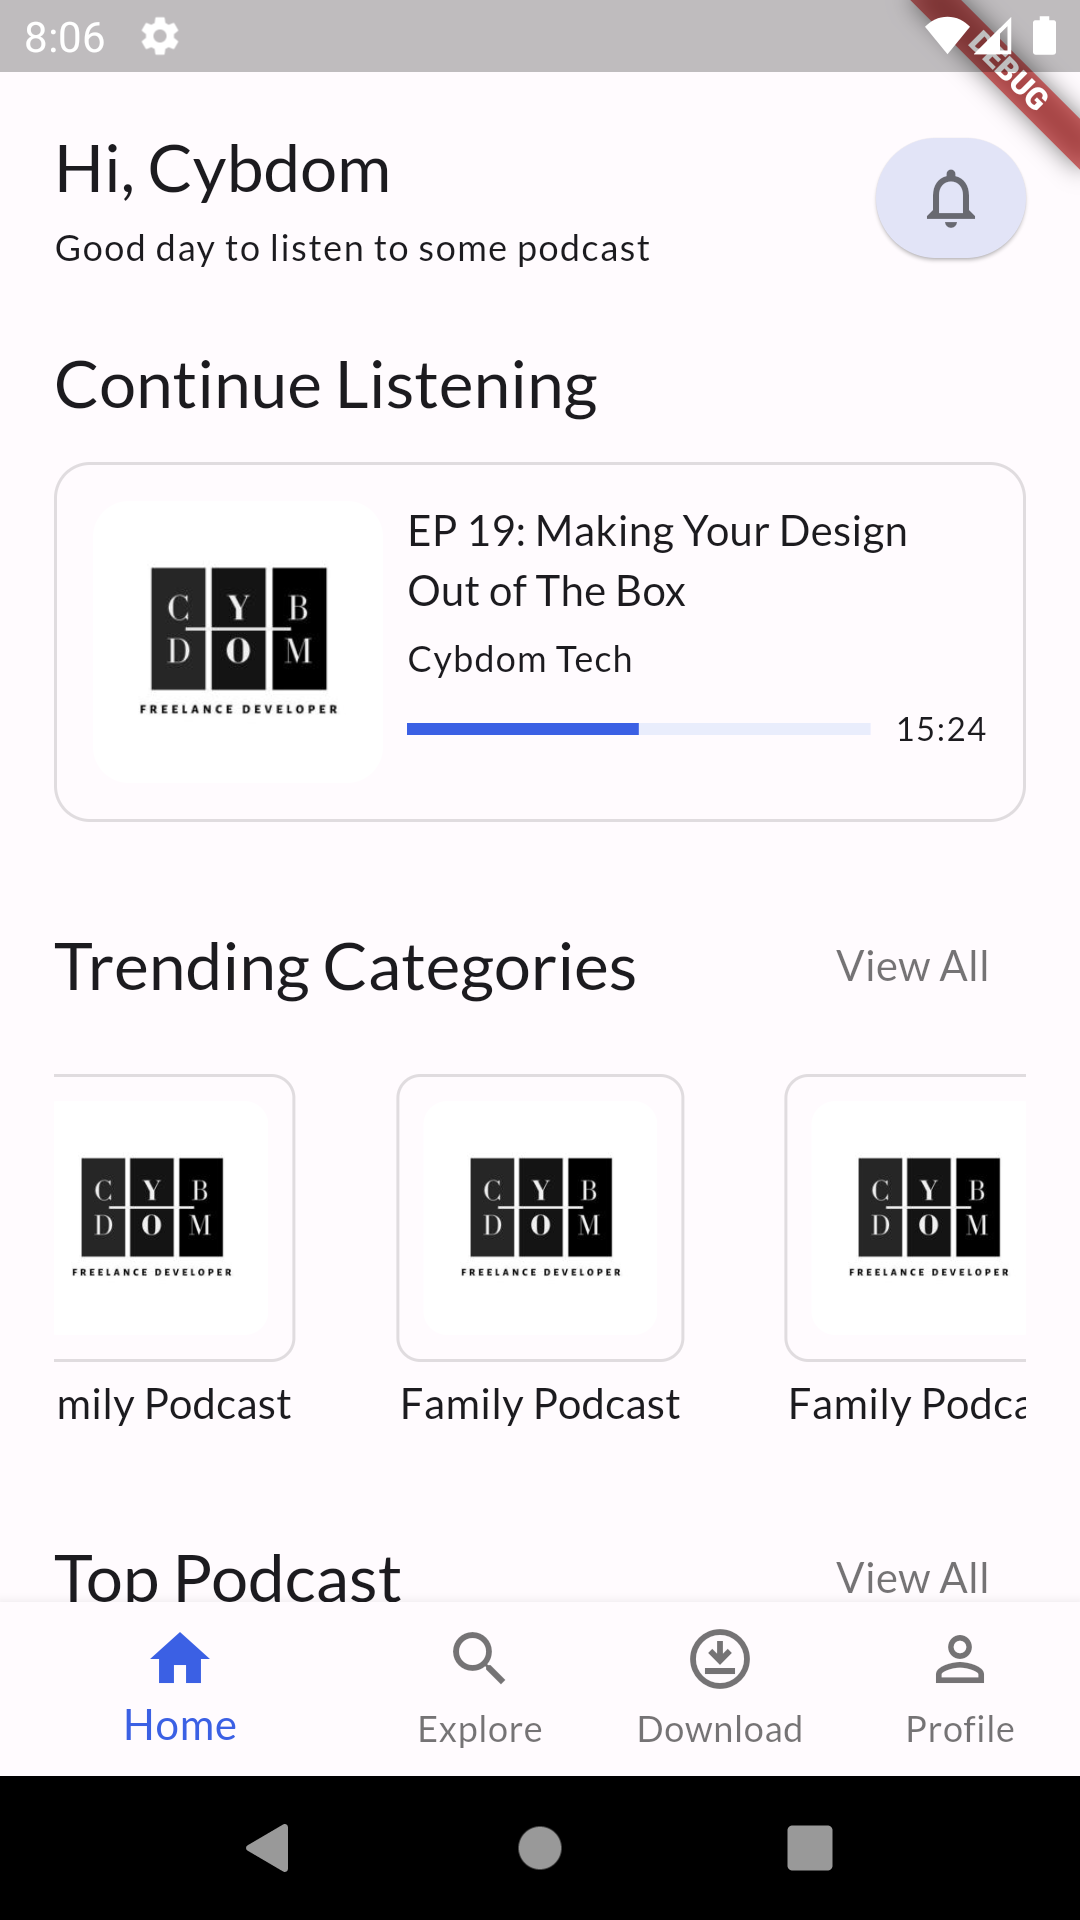 8:06
DEBUG
Hi, Cybdom
Good day to listen to some podcast
Continue Listening
C Y B
D O M
FREELANCE DEVELOPER
EP 19: Making Your Design
Out of The Box
Cybdom Tech
15:24
Trending Categories
View All
C Y B
D O M
FREELANCE DEVELOPER
mily Podcast
C Y B
D O M
FREELANCE DEVELOPER
Family Podcast
C Y B
D O M
FREELANCE DEVELOPER
Family Podca
Top Podcast
View All
Home
Explore
Download
Profile